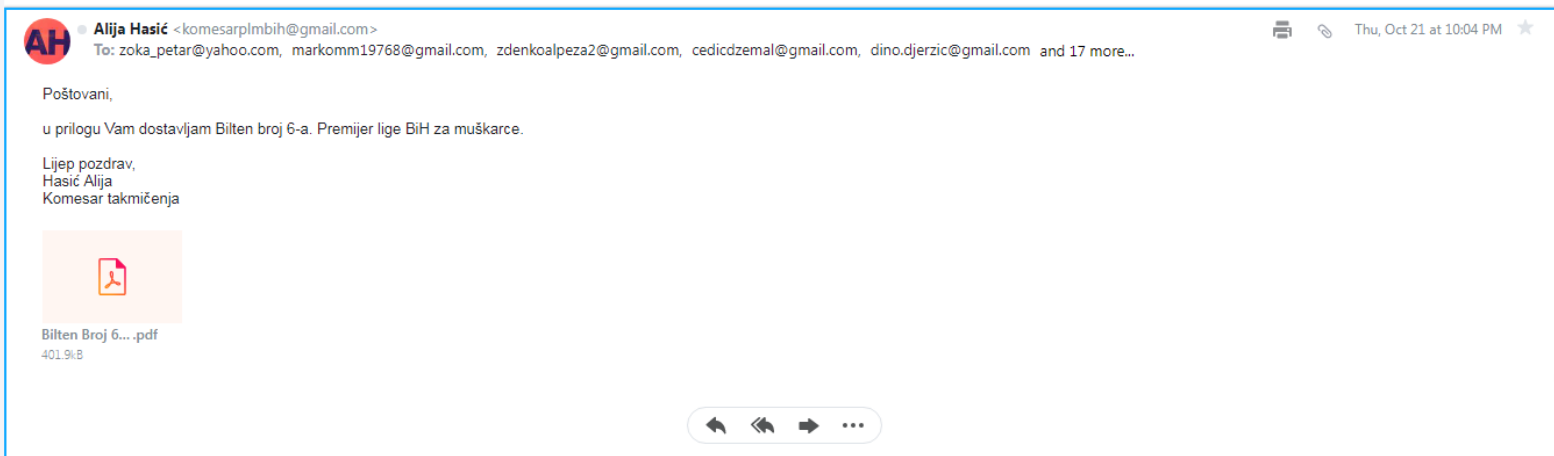 AH
Alija Hasić <komesarplmbih@gmail.com>
Thu, Oct 21 at 10:04 PM
To: zoka_petar@yahoo.com, markomm19768@gmail.com, zdenkoalpeza2@gmail.com, cedicdzemal@gmail.com, dino.djerzic@gmail.com and 17 more...
Poštovani,
u prilogu Vam dostavljam Bilten broj 6-a. Premijer lige BiH za muškarce.
Lijep pozdrav,
Hasić Alija
Komesar takmičenja
Bilten Broj 6... .pdf
401.9kB